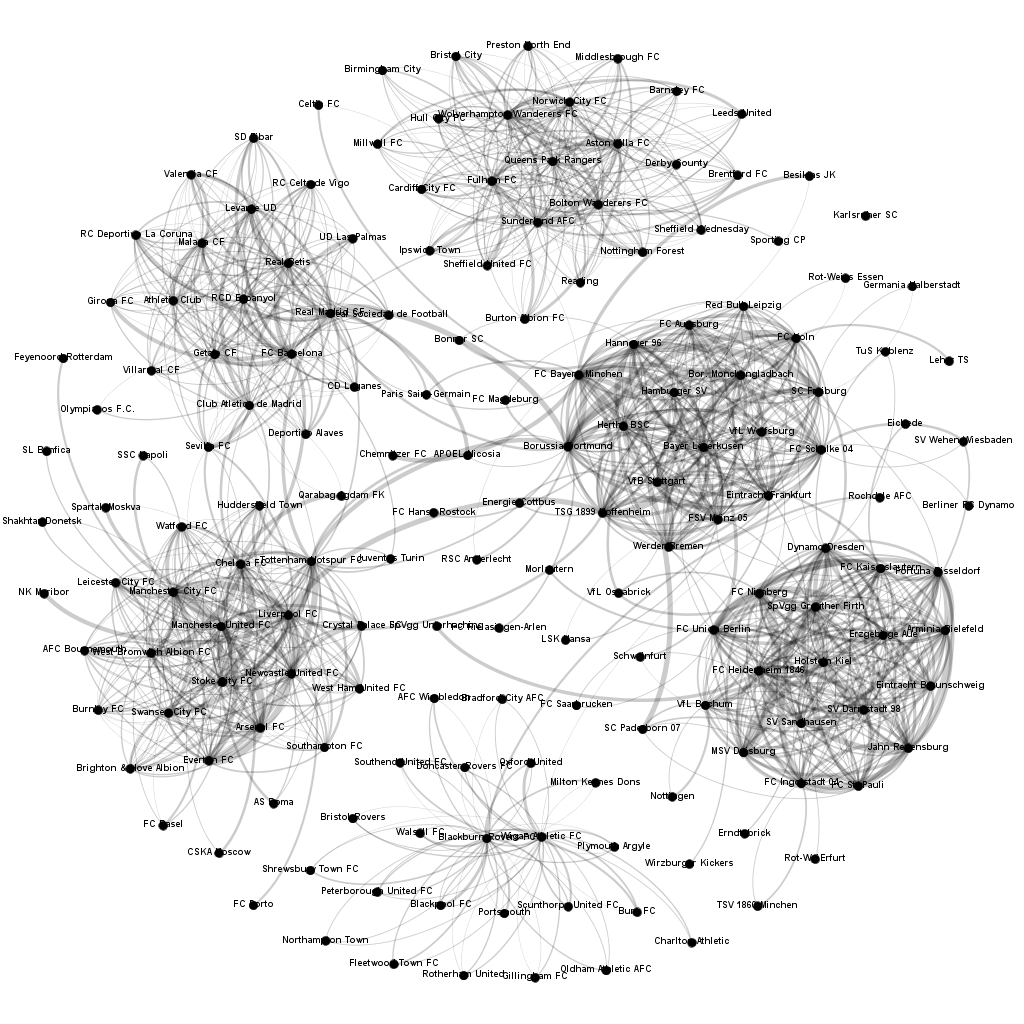 Preston North End
Bristol City
Middlesbrough FC
Birmingham City
Barnsley FC
Celtic FC
Norwich City FC
Wolverhampton Wanderers FC
Hull City FC
Leeds United
SD Eibar
Millwall FC
Aston Villa FC
Queens Park Rangers
Derby County
Valencia CF
RC Celta de Vigo
Fulham FC
Cardiff City FC
Brentford FC
Besiktas JK
Levante UD
Bolton Wanderers FC
Karlsruher SC
Sunderland AFC
Sheffield Wednesday
RC Deportivo La Coruna
Malaga CF
UD Las Palmas
Ipswich Town
Nottingham Forest
Sporting CP
Real Betis
Sheffield United FC
Reading
Rot-Weiss Essen
Germania Halberstadt
Girona FC
Athletic Club
RCD Espanyol
Real Madrid CF
Real Sociedad de Football
Burton Albion FC
Red Bull Leipzig
FC Augsburg
FC Koln
Feyenoord Rotterdam
Getafe CF
FC Barcelona
Bonner SC
Hannover 96
TuS Koblenz
Leher TS
Villarreal CF
FC Bayern Minchen
Bor. Monchengladbach
CD Leganes
Paris Saint-Germain
FC Magdeburg
Hamburger SV
SC Freiburg
Olympiacos F.C.
Club Atletico de Madrid
Deportivo Alaves
Hertha BSC
VfL Wolfsburg
Eichede
SL Benfica
SSC Napoli
Sevilla FC
Chemnitzer FC
APOEL Nicosia
Borussia Dortmund
Bayer Leverkusen
FC Schalke 04
SV Wehen Wiesbaden
VfB Stuttgart
Qarabag Agdam FK
Eintracht Frankfurt
Rochdale AFC
Spartak Moskva
Huddersfield Town
Energie Cottbus
FC Hansa Rostock
TSG 1899 Hoffenheim
FSV Mainz 05
Berliner FC Dynamo
Shakhtar Donetsk
Watford FC
Werder Bremen
Dynamo Dresden
Chelsea FC
Tottenham Hotspur FC
Juventus Turin
RSC Anderlecht
Morlautern
FC Kaiserslautern
Fortuna Dusseldorf
Leicester City FC
NK Maribor
Manchester City FC
VfL Osnabrick
FC Nirnberg
SpVgg Greuther Firth
Liverpool FC
Manchester United FC
Crystal Palace
SpVgg Unterhaching
FC Rielasingen-Arlen
LSK Hansa
FC Union Berlin
Erzgebirge Aue
Arminia Bielefeld
AFC Bournemouth
West Bromwich Albion FC
Schweinfurt
Holstein Kiel
FC Heidenheim 1846
Newcastle United FC
Stoke City FC
West Ham United FC
Eintracht Braunschweig
AFC Wimbledon
Bradford City AFC
FC Saarbrucken
VfL Bochum
Burnley FC
Swansea City FC
SV Darmstadt 98
SV Sandhausen
Arsenal FC
SC Paderborn 07
Southampton FC
MSV Duisburg
Jahn Regensburg
Everton FC
Southend United FC
Doncaster Rovers FC
Oxford United
Brighton & Hove Albion
Milton Keynes Dons
FC Ingolstadt 04
FC St. Pauli
AS Roma
Nottingen
FC Basel
Bristol Rovers
Walsall FC
Blackburn Rovers FC
Wigan Athletic FC
Plymouth Argyle
Erndtebrick
CSKA Moscow
Shrewsbury Town FC
Wirzburger Kickers
Rot-Wei Erfurt
Peterborough United FC
FC Porto
Blackpool FC
Portsmouth
Scunthorpe United FC
Bury FC
TSV 1860 Minchen
Northampton Town
Charlton Athletic
Fleetwood Town FC
Rotherham United
Gillingham FC
Oldham Athletic AFC